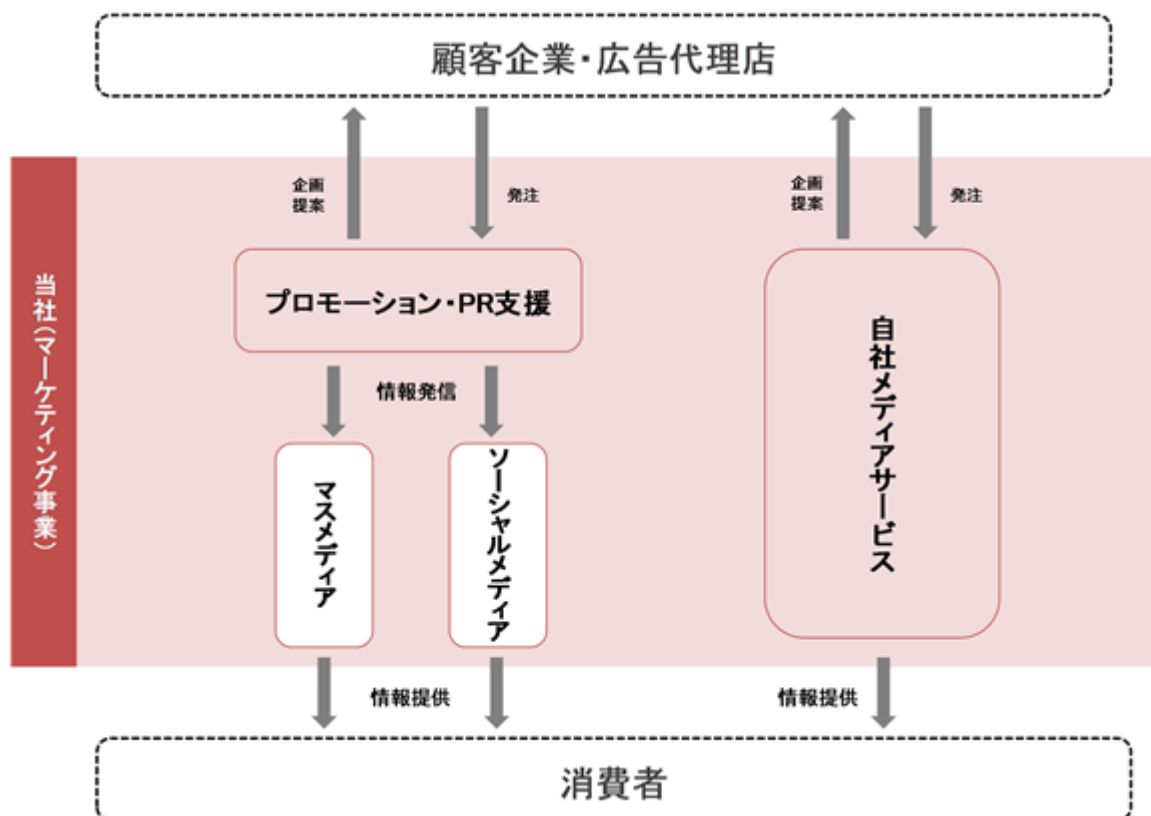 顧客企業・広告代理店
企画
提案
発注
企画
提案
発注
当社(マーケティング事業)
プロモーション・PR支援
自社メディアサービス
情報発信
マスメディア
ソーシャルメディア
情報提供
情報提供
消費者